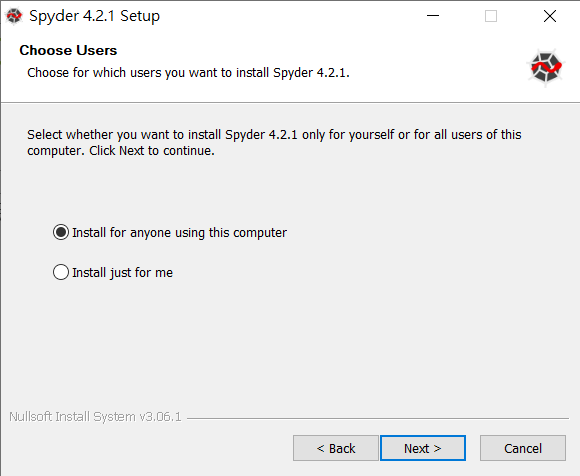 Spyder 4.2.1 Setup
Choose Users
Choose for which users you want to install Spyder 4.2.1.
Select whether you want to install Spyder 4.2.1 only for yourself or for all users of this
computer. Click Next to continue.
Install for anyone using this computer
Install just for me
Nullsoft Install System v3.06.1
< Back
Next >
Cancel